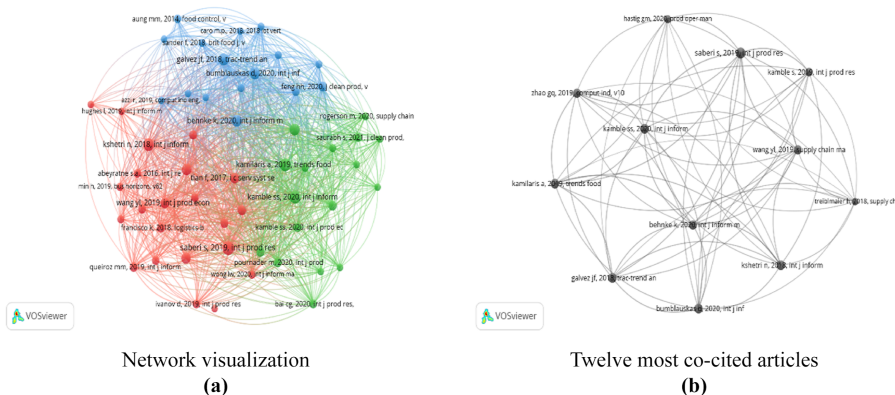 aung mm, 2014, food control, v
caro m.p., 2018, 2018 iot vert
galvez jf, 2018, trac-trend an
bumblauskas d, 2020, int j inf
feng hh, 2020, j clean prod, v
behnke k, 2020, int j inform m
rogerson m, 2020, supply chain
saurabh s, 2021, j clean prod,
kshetri n, 2018, int j inform
kamilaris a, 2019, trends food
abeyratne sa, 2016, int j re
tian f, 2017, i c serv syst se
min n, 2019, bus horizons, v62
wang yl, 2019, int j prod econ
kamble ss, 2020, int j inform
kamble ss, 2020, int j prod ec
saberi s, 2019, int j prod res
pournader m, 2020, int j prod
queiroz mm, 2019, int j inform
wong lw, 2020, int j inform ma
ivanov d, 2019, int j prod res
bai cg, 2020, int j prod res,
VOSviewer
Network visualization
(a)
hastig gm, 2020, prod oper man
saberi s, 2019, int j prod res
kamble s, 2019, int j prod res
zhao gq, 2019, comput ind, v10
kamble ss, 2020, int j inform
wang yl, 2019, supply chain ma
kamilaris a, 2019, trends food
treiblmaier h, 2018, supply ch
behnke k, 2020, int j inform m
kshetri n, 2018, int j inform
galvez jf, 2018, trac-trend an
bumblauskas d, 2020, int j inf
VOSviewer
Twelve most co-cited articles
(b)